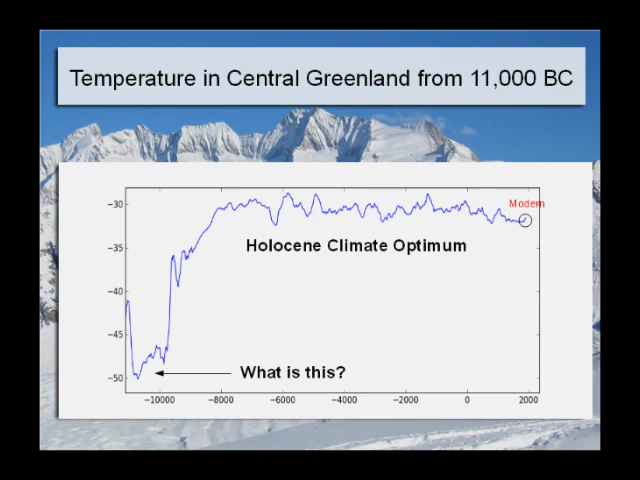 Temperature in Central Greenland from 11,000 BC
Modern
−30
Holocene Climate Optimum
−35
−40
−45
What is this?
−50
−10000 −8000 −6000 −4000 −2000 0 2000